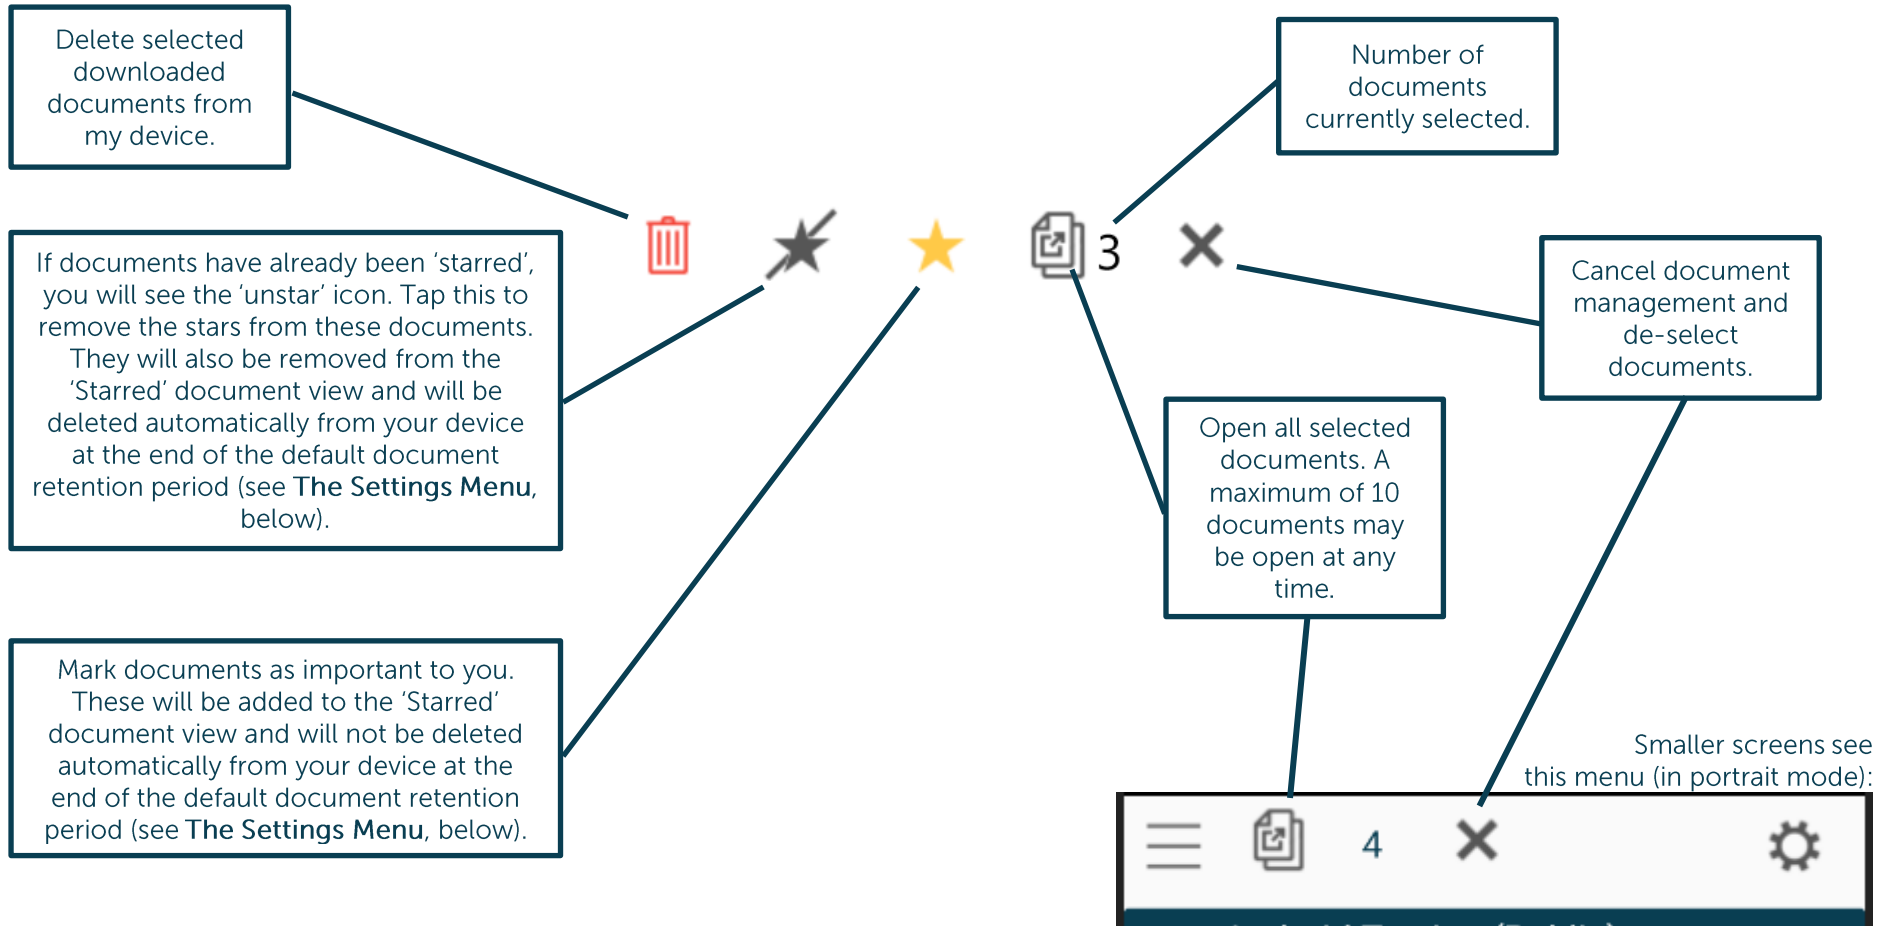 Delete selected
downloaded
documents from
my device.
Number of
documents
currently selected.
If documents have already been ‘starred’,
you will see the ‘unstar’ icon. Tap this to
remove the stars from these documents.
They will also be removed from the
‘Starred’ document view and will be
deleted automatically from your device
at the end of the default document
retention period (see The Settings Menu,
below).
3
Cancel document
management and
de-select
documents.
Open all selected
documents. A
maximum of 10
documents may
be open at any
time.
Mark documents as important to you.
These will be added to the ‘Starred’
document view and will not be deleted
automatically from your device at the
end of the default document retention
period (see The Settings Menu, below).
Smaller screens see
this menu (in portrait mode):
4